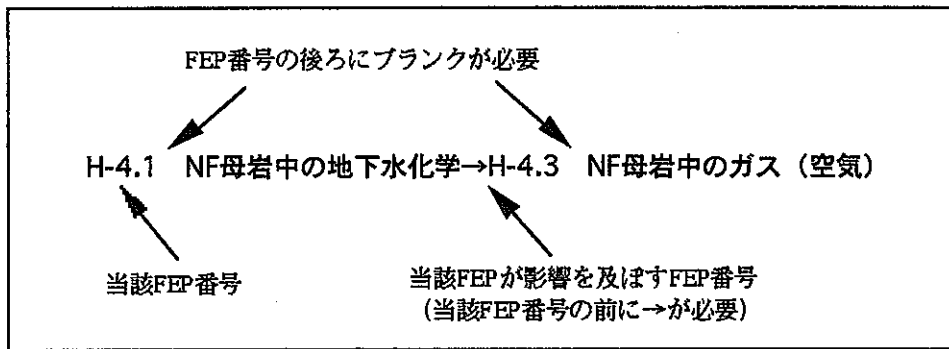 FEP番号の後ろにブランクが必要
H-4.1　NF母岩中の地下水化学→H-4.3　NF母岩中のガス（空気）
当該FEP番号
当該FEPが影響を及ぼすFEP番号
（当該FEP番号の前に→が必要）